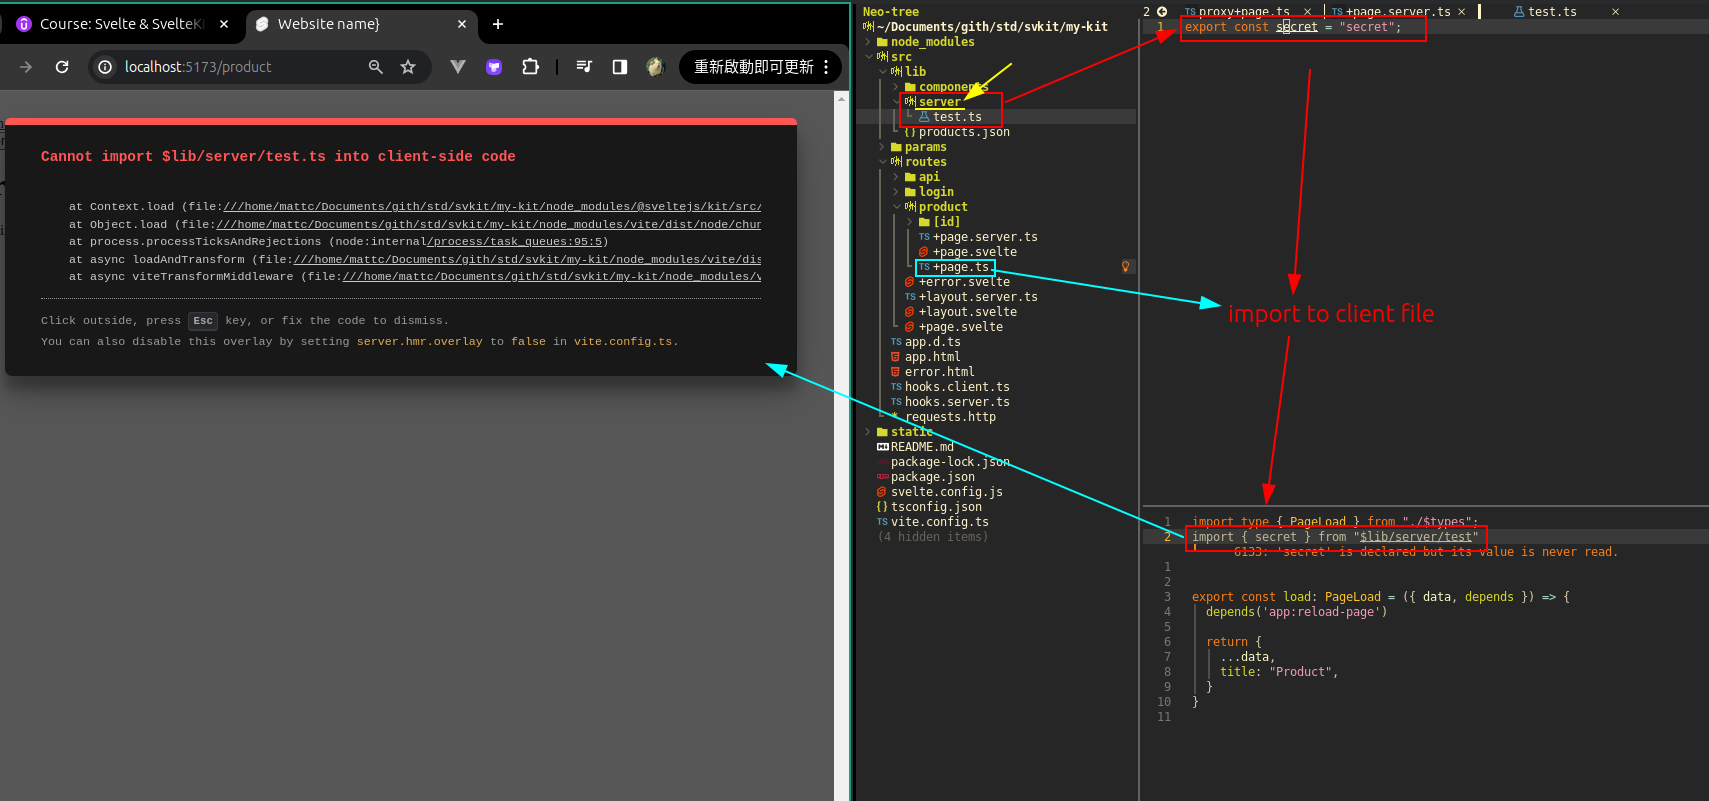 Course: Svelte & SvelteKi
Website name}
localhost:5173/product
重新啟動即可更新
Cannot import $lib/server/test.ts into client-side code
at Context.load (file:///home/mattc/Documents/gith/std/svkit/my-kit/node_modules/@sveltejs/kit/src/
at Object.load (file:///home/mattc/Documents/gith/std/svkit/my-kit/node_modules/vite/dist/node/chun
at process.processTicksAndRejections (node:internal/process/task_queues:95:5)
at async loadAndTransform (file:///home/mattc/Documents/gith/std/svkit/my-kit/node_modules/vite/dis
at async viteTransformMiddleware (file:///home/mattc/Documents/gith/std/svkit/my-kit/node_modules/v
Click outside, press Esc key, or fix the code to dismiss.
You can also disable this overlay by setting server.hmr.overlay to false in vite.config.ts.
Neo-tree
~/Documents/gith/std/svkit/my-kit
node_modules
src
lib
components
server
test.ts
{} products.json
params
routes
api
login
product
[id]
TS +page.server.ts
+page.svelte
TS +page.ts
+error.svelte
TS +layout.server.ts
+layout.svelte
+page.svelte
TS app.d.ts
app.html
error.html
TS hooks.client.ts
TS hooks.server.ts
* requests.http
static
README.md
package-lock.json
package.json
svelte.config.js
{} tsconfig.json
TS vite.config.ts
(4 hidden items)
2 TS proxy+page.ts × TS +page.server.ts × test.ts ×
1 export const secret = "secret";
import to client file
1 import type { PageLoad } from "./$types";
2 import { secret } from "$lib/server/test"
6133: 'secret' is declared but its value is never read.
1
2
3 export const load: PageLoad = ({ data, depends }) => {
4 depends('app:reload-page')
5
6 return {
7 ...data,
8 title: "Product",
9 }
10 }
11